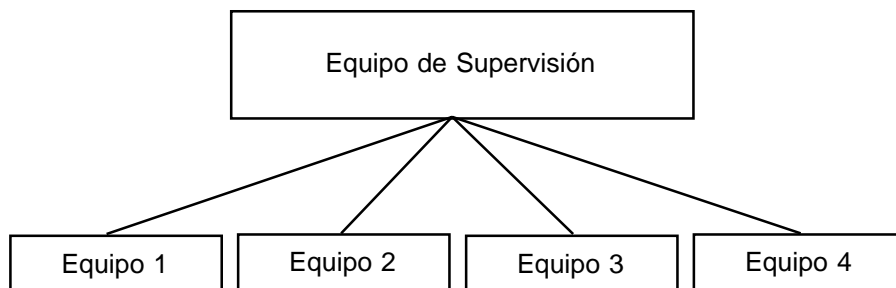 Equipo de Supervisión
Equipo 1
Equipo 2
Equipo 3
Equipo 4